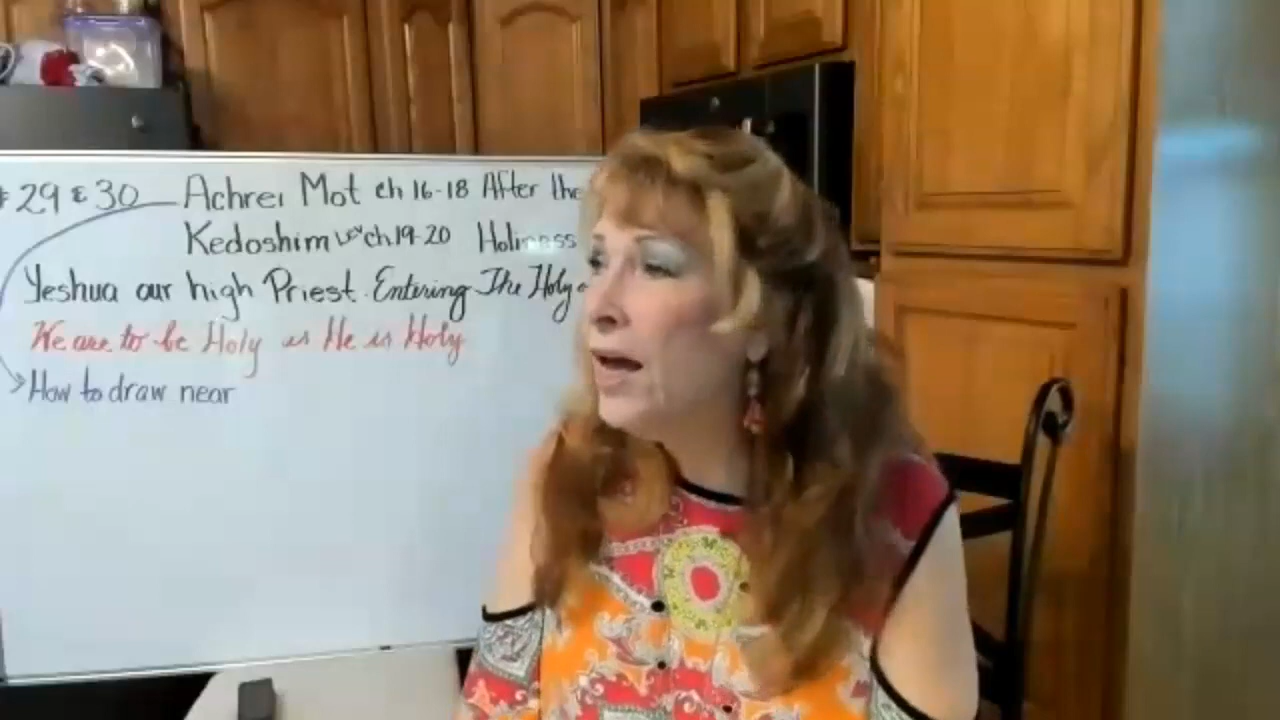 # 29 & 30 Achrei Mot ch 16-18 After the
Kedoshim Lev ch 19-20 Holiness
Yeshua our high Priest. Entering The Holy
We are to be Holy as He is Holy
How to draw near